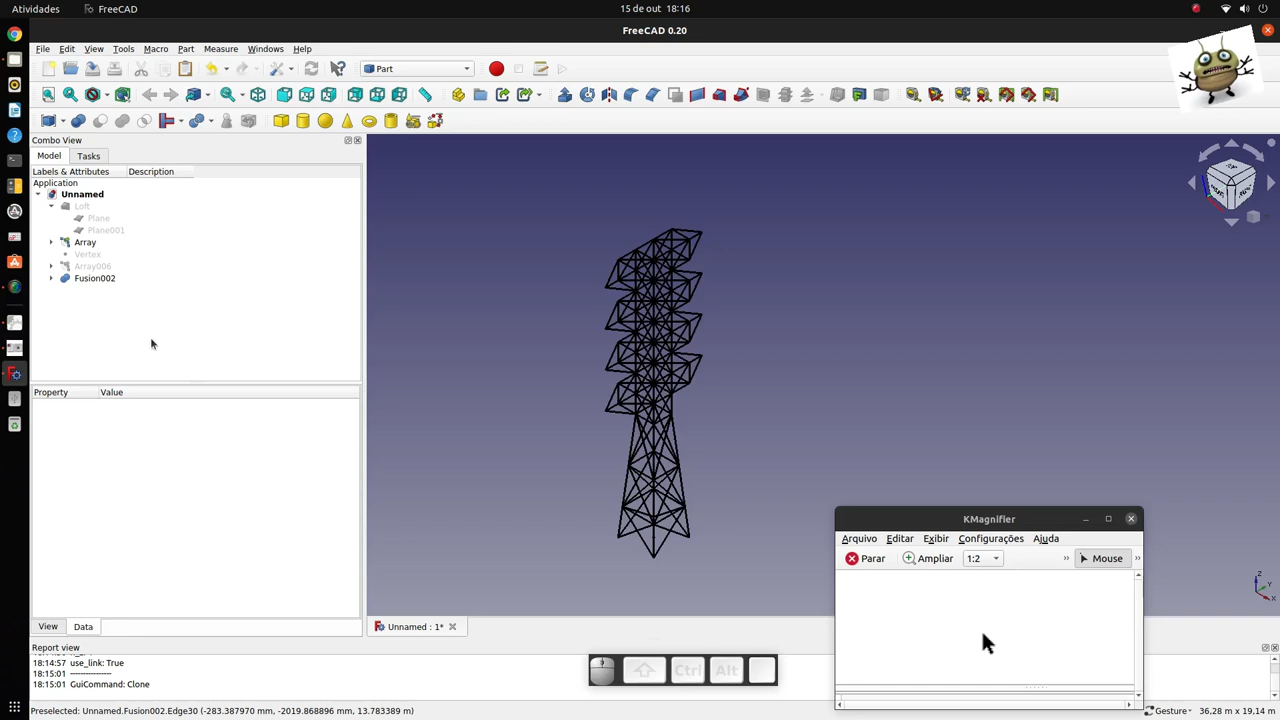 Atividades FreeCAD 15 de out 18:16
FreeCAD 0.20
File Edit View Tools Macro Part Measure Windows Help
Part
Combo View
Model Tasks
Labels & Attributes Description
Application
Unnamed
Loft
Plane
Plane001
Array
Vertex
Array006
Fusion002
Property Value
View Data
Unnamed : 1*
Report view
18:14:57 use_link: True
18:15:01 ----------------
18:15:01 GuiCommand: Clone
Preselected: Unnamed.Fusion002.Edge30 (-283.387970 m, -2019.868896 m, 13.783389 m)
Gesture 36,28 m x 19,14 m
KMagnifier
Arquivo Editar Exibir Configurações Ajuda
Parar Ampliar 1:2 » Mouse »
Ctrl Alt
Z
Y
X